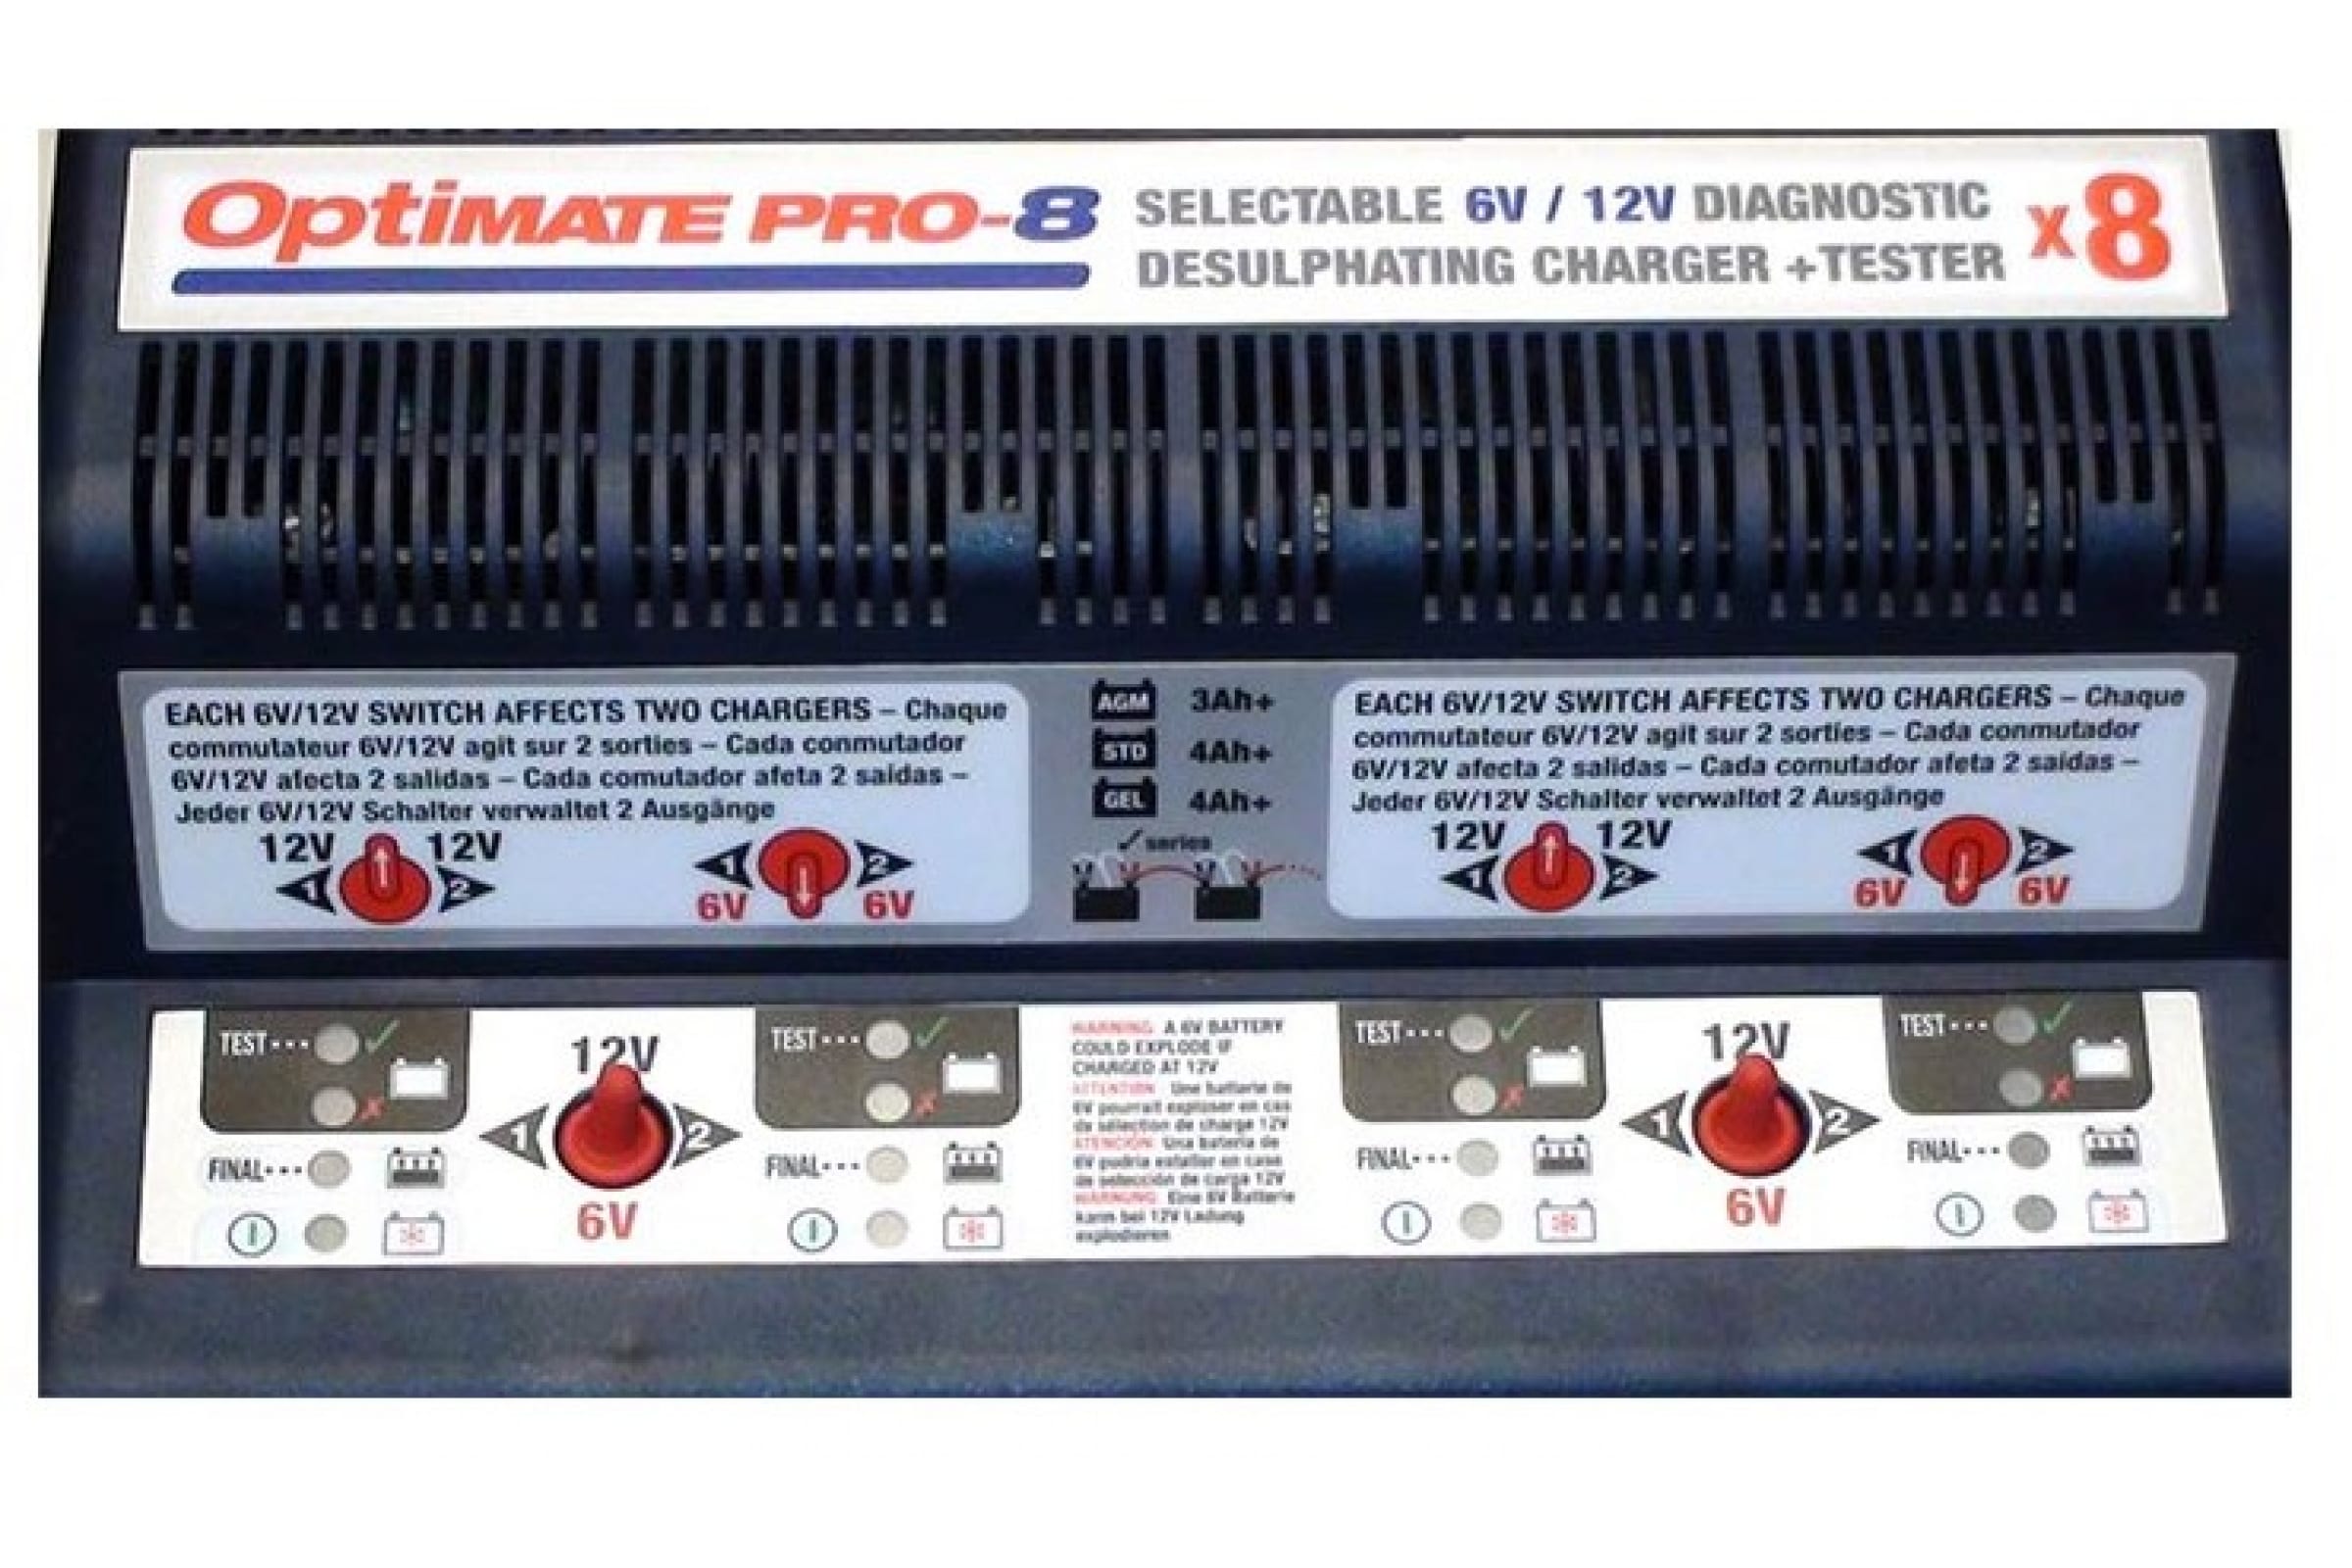 OptiMATE PRO-8
SELECTABLE 6V / 12V DIAGNOSTIC
DESULPHATING CHARGER +TESTER
x8
EACH 6V/12V SWITCH AFFECTS TWO CHARGERS – Chaque
commutateur 6V/12V agit sur 2 sorties – Cada conmutador
6V/12V afecta 2 salidas – Cada comutador afeta 2 saídas –
Jeder 6V/12V Schalter verwaltet 2 Ausgänge
12V 12V
1 2
1 2
6V 6V
AGM 3Ah+
STD 4Ah+
GEL 4Ah+
✓ series
EACH 6V/12V SWITCH AFFECTS TWO CHARGERS – Chaque
commutateur 6V/12V agit sur 2 sorties – Cada conmutador
6V/12V afecta 2 salidas – Cada comutador afeta 2 saídas –
Jeder 6V/12V Schalter verwaltet 2 Ausgänge
12V 12V
1 2
1 2
6V 6V
TEST
FINAL
12V
1 2
6V
TEST
FINAL
WARNING: A 6V BATTERY
COULD EXPLODE IF
CHARGED AT 12V
ATTENTION: Une batterie de
6V pourrait exploser en cas
de sélection de charge 12V
ATENCIÓN: Una batería de
6V podría estallar en caso
de selección de carga 12V
WARNUNG: Eine 6V Batterie
kann bei 12V Ladung
explodieren
TEST
FINAL
12V
1 2
6V
TEST
FINAL